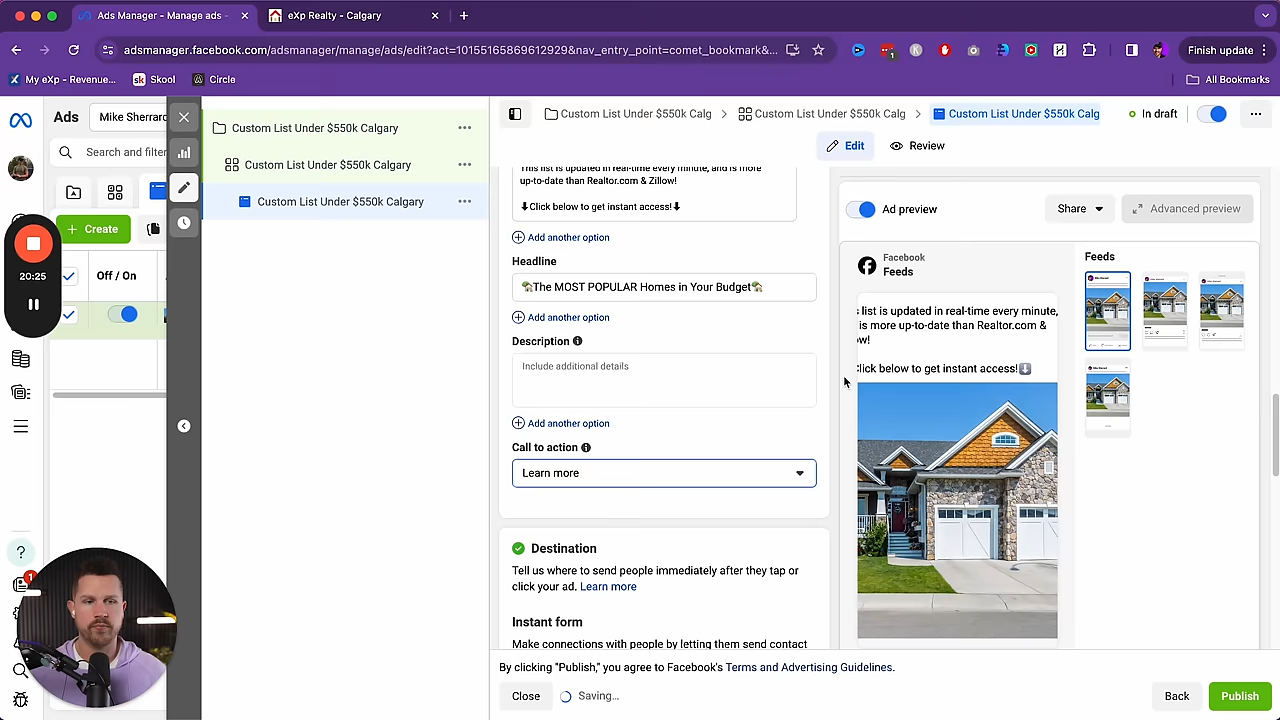 Ads Manager - Manage ads -
eXp Realty - Calgary
adsmanager.facebook.com/adsmanager/manage/ads/edit?act=10155165869612929&nav_entry_point=comet_bookmark&...
Finish update
My eXp - Revenue...
Skool
Circle
All Bookmarks
Ads
Mike Sherrard
Search and filter
Create
Off / On
20:25
1
Custom List Under $550k Calgary
Custom List Under $550k Calgary
Custom List Under $550k Calgary
Custom List Under $550k Calg
Custom List Under $550k Calg
Custom List Under $550k Calg
In draft
Edit
Review
This list is updated in real-time every minute, and is more
up-to-date than Realtor.com & Zillow!
⬇Click below to get instant access!⬇
Add another option
Headline
🏡The MOST POPULAR Homes in Your Budget🏡
Add another option
Description
Include additional details
Add another option
Call to action
Learn more
Destination
Tell us where to send people immediately after they tap or
click your ad. Learn more
Instant form
Make connections with people by letting them send contact
Ad preview
Share
Advanced preview
Facebook
Feeds
list is updated in real-time every minute,
is more up-to-date than Realtor.com &
ow!
Click below to get instant access!⬇
Feeds
By clicking "Publish," you agree to Facebook's Terms and Advertising Guidelines.
Close
Saving...
Back
Publish